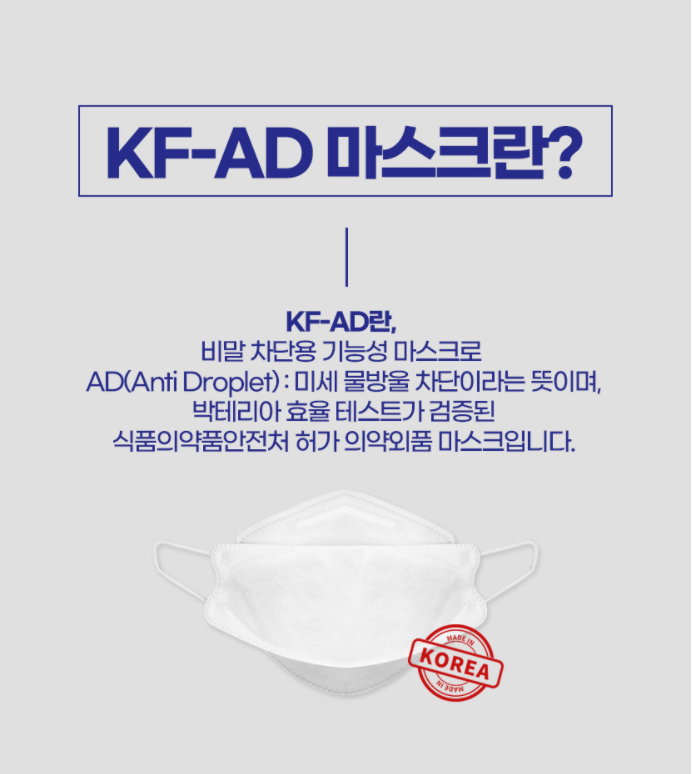 KF-AD 마스크란?
KF-AD란,
비말 차단용 기능성 마스크로
AD(Anti Droplet) : 미세 물방울 차단이라는 뜻이며,
박테리아 효율 테스트가 검증된
식품의약품안전처 허가 의약외품 마스크입니다.
MADE IN
KOREA
MADE IN